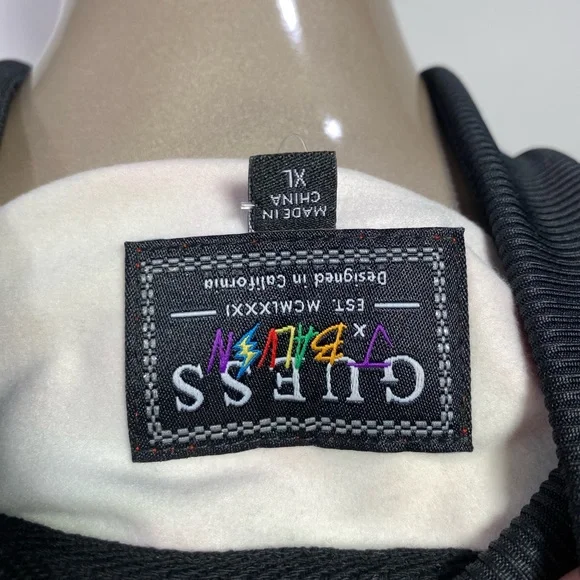 GUESS
x
J BALVIN
EST. MCMLXXXI
Designed in California
MADE IN
CHINA
XL